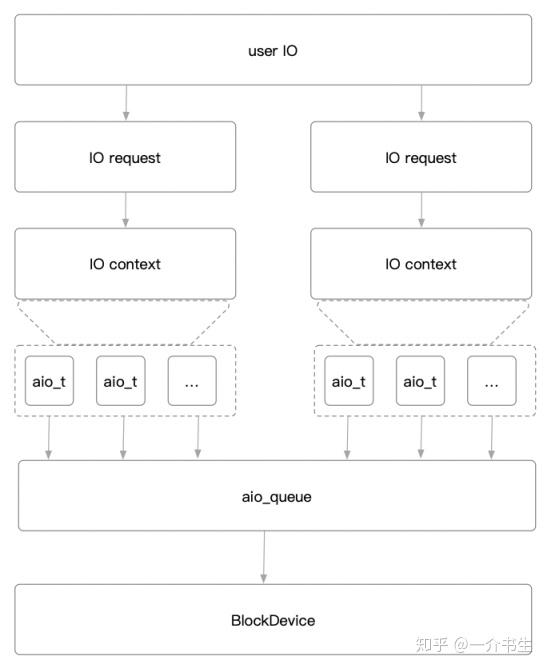 user IO
IO request IO request
IO context IO context
aio_t aio_t ... aio_t aio_t ...
aio_queue
BlockDevice
知乎 @一介书生